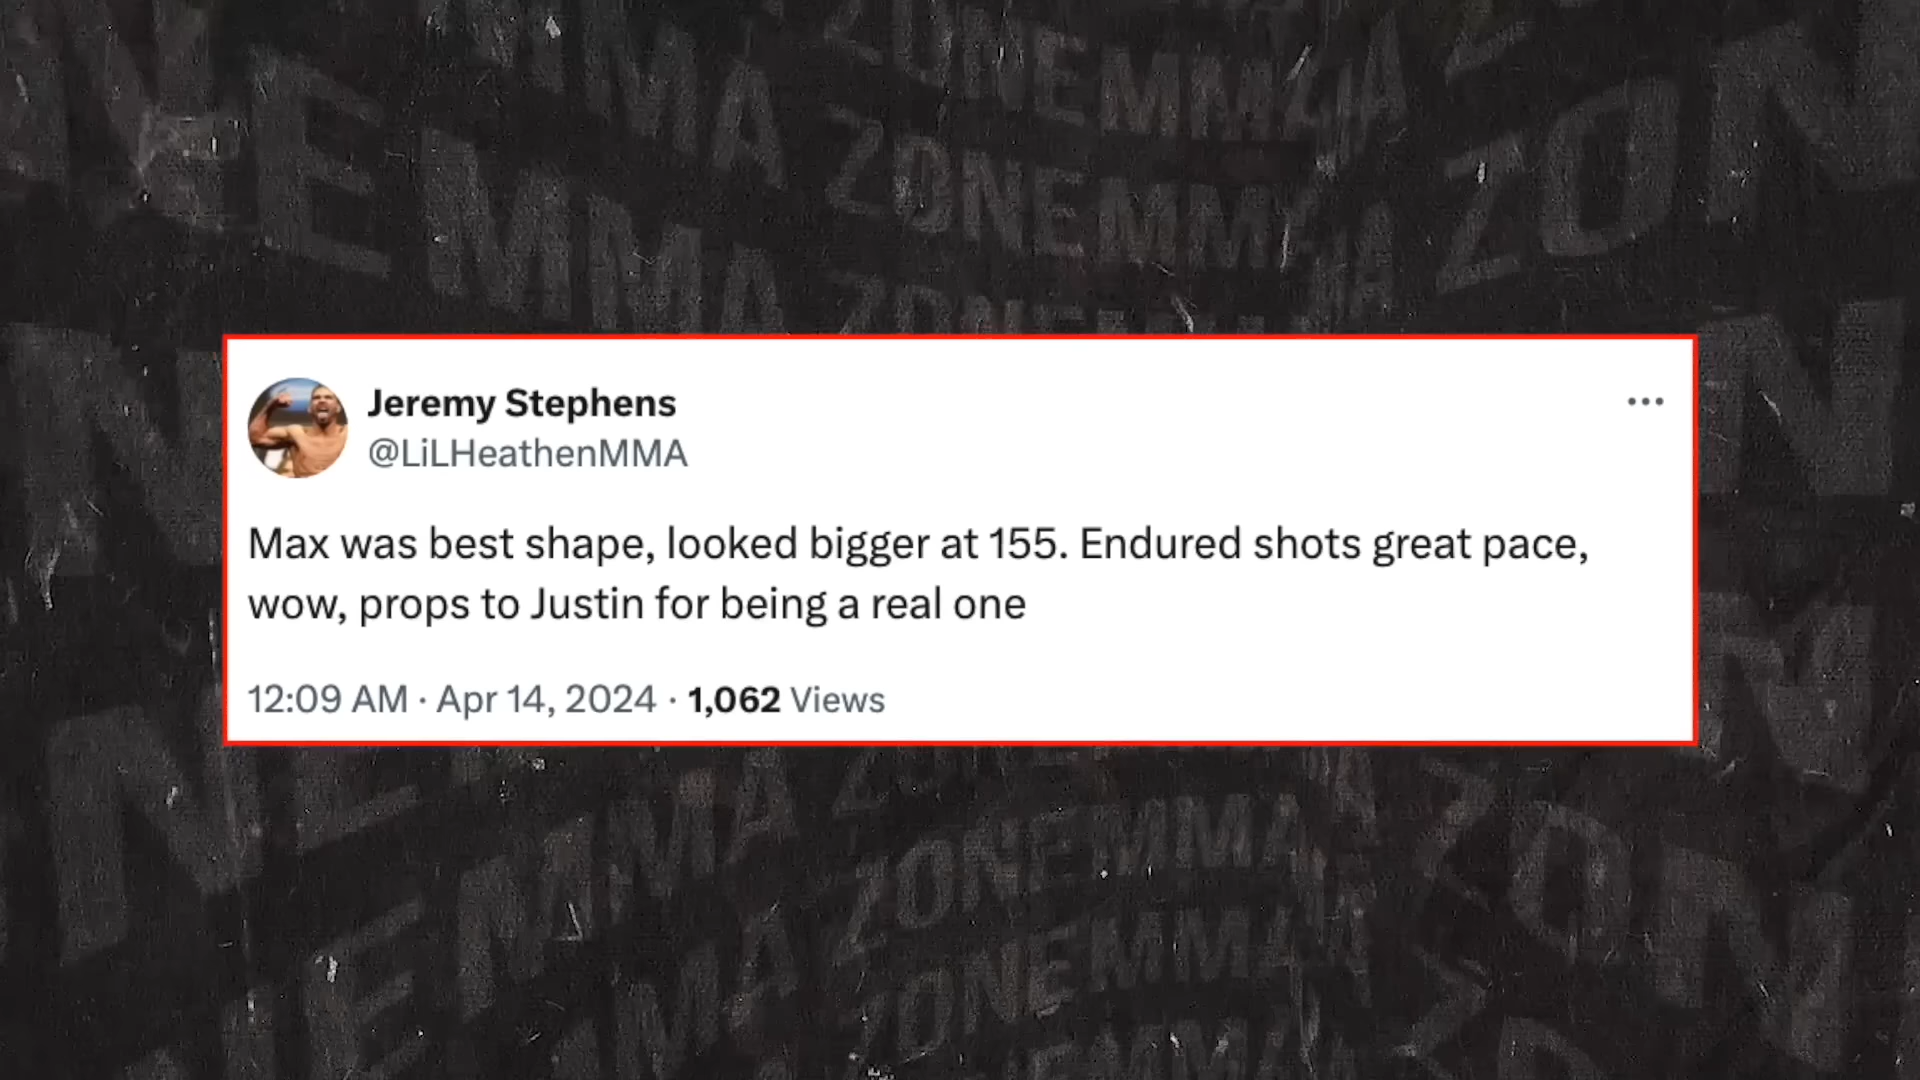 Jeremy Stephens
@LiLHeathenMMA
Max was best shape, looked bigger at 155. Endured shots great pace,
wow, props to Justin for being a real one
12:09 AM · Apr 14, 2024 · 1,062 Views